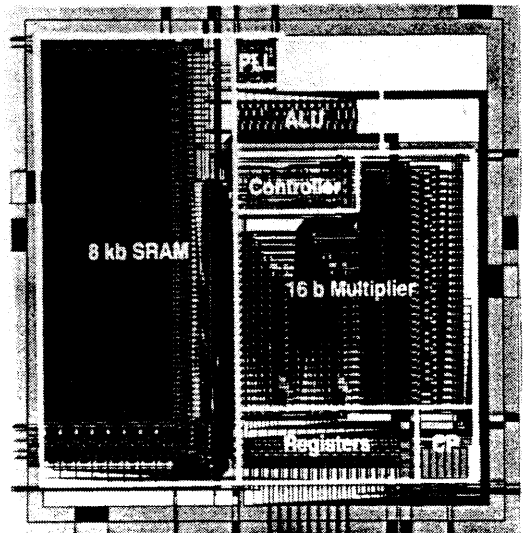 PLL
ALU
Controller
8 kb SRAM
16 b Multiplier
Registers
CP